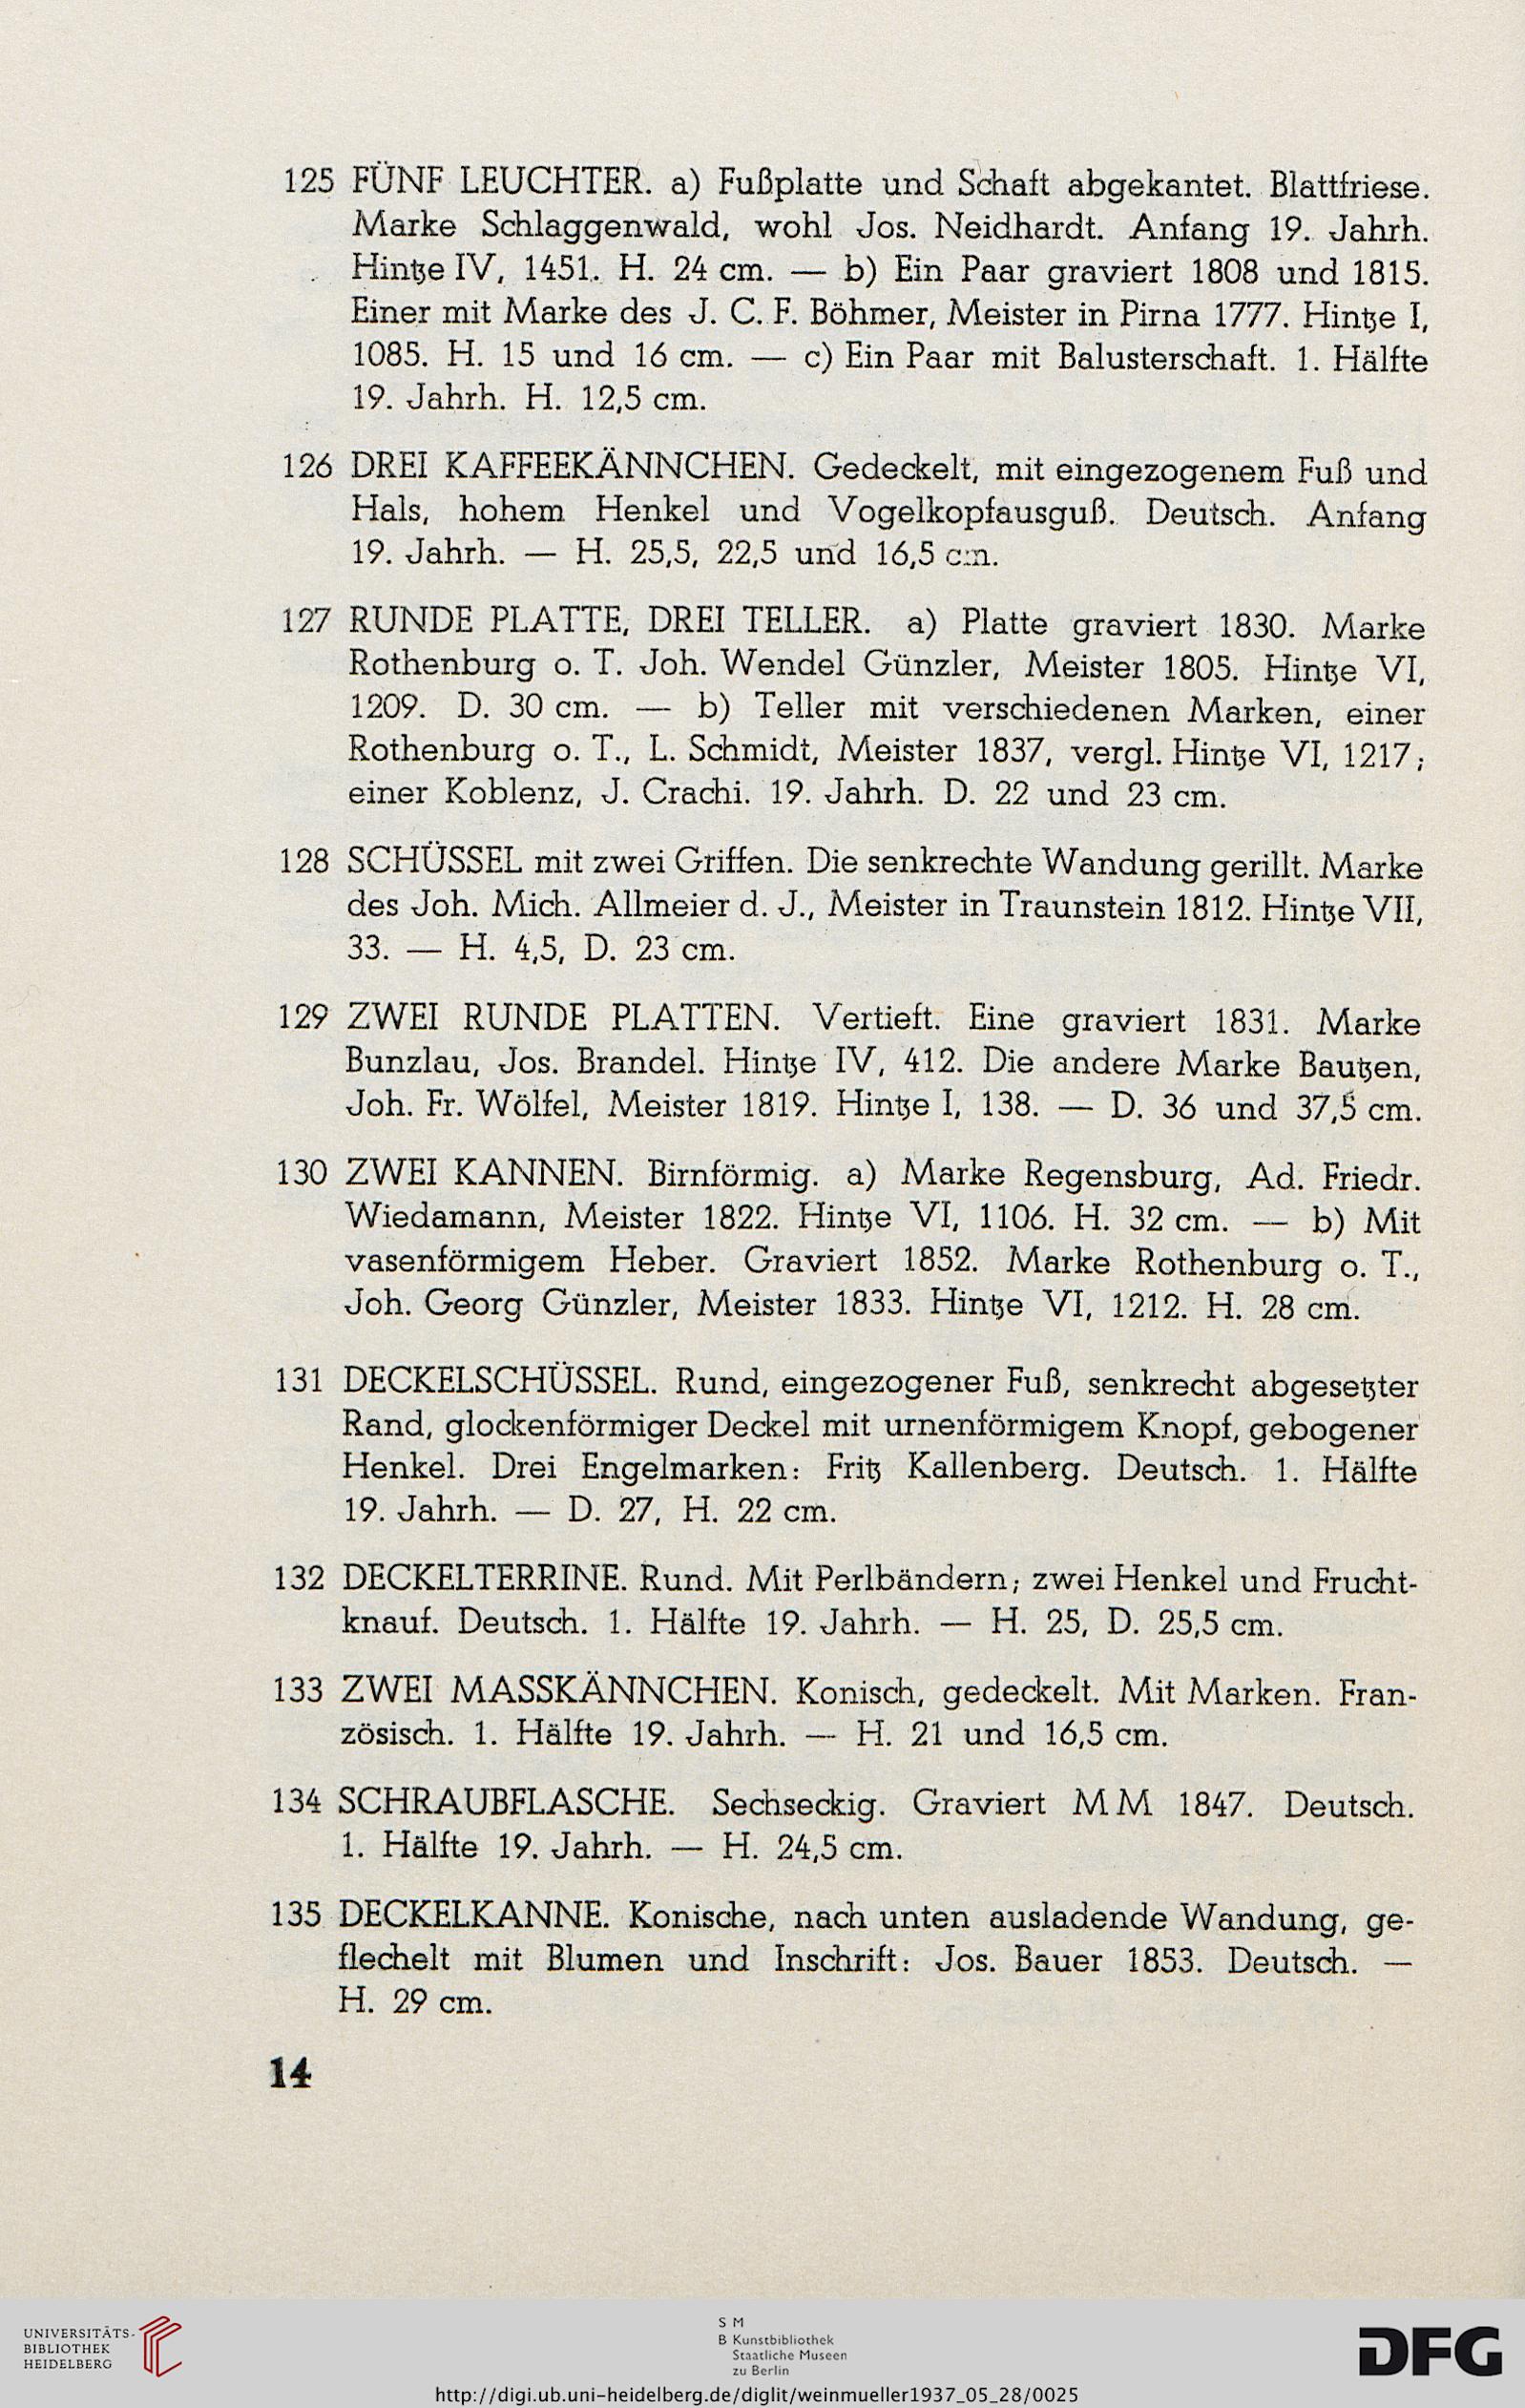 125 FÜNF LEUCHTER. a) Fußplatte und Schaft abgekantet. Blattfriese.
Marke Schlaggenwald, wohl Jos. Neidhardt. Anfang 19. Jahrh.
Hintze IV, 1451. H. 24 cm. — b) Ein Paar graviert 1808 und 1815.
Einer mit Marke des J. C. F. Böhmer, Meister in Pirna 1777. Hintze I,
1085. H. 15 und 16 cm. — c) Ein Paar mit Balusterschaft. 1. Hälfte
19. Jahrh. H. 12,5 cm.
126 DREI KAFFEEKÄNNCHEN. Gedeckelt, mit eingezogenem Fuß und
Hals, hohem Henkel und Vogelkopfausguß. Deutsch. Anfang
19. Jahrh. — H. 25,5, 22,5 und 16,5 cm.
127 RUNDE PLATTE, DREI TELLER. a) Platte graviert 1830. Marke
Rothenburg o. T. Joh. Wendel Günzler, Meister 1805. Hintze VI,
1209. D. 30 cm. — b) Teller mit verschiedenen Marken, einer
Rothenburg o. T., L. Schmidt, Meister 1837, vergl. Hintze VI, 1217;
einer Koblenz, J. Crachi. 19. Jahrh. D. 22 und 23 cm.
128 SCHÜSSEL mit zwei Griffen. Die senkrechte Wandung gerillt. Marke
des Joh. Mich. Allmeier d. J., Meister in Traunstein 1812. Hintze VII,
33. — H. 4,5, D. 23 cm.
129 ZWEI RUNDE PLATTEN. Vertieft. Eine graviert 1831. Marke
Bunzlau, Jos. Brandel. Hintze IV, 412. Die andere Marke Bautzen,
Joh. Fr. Wölfel, Meister 1819. Hintze I, 138. — D. 36 und 37,5 cm.
130 ZWEI KANNEN. Birnförmig. a) Marke Regensburg, Ad. Friedr.
Wiedamann, Meister 1822. Hintze VI, 1106. H. 32 cm. — b) Mit
vasenförmigem Heber. Graviert 1852. Marke Rothenburg o. T.,
Joh. Georg Günzler, Meister 1833. Hintze VI, 1212. H. 28 cm.
131 DECKELSCHÜSSEL. Rund, eingezogener Fuß, senkrecht abgesetzter
Rand, glockenförmiger Deckel mit urnenförmigem Knopf, gebogener
Henkel. Drei Engelmarken: Fritz Kallenberg. Deutsch. 1. Hälfte
19. Jahrh. — D. 27, H. 22 cm.
132 DECKELTERRINE. Rund. Mit Perlbändern; zwei Henkel und Frucht-
knauf. Deutsch. 1. Hälfte 19. Jahrh. — H. 25, D. 25,5 cm.
133 ZWEI MASSKÄNNCHEN. Konisch, gedeckelt. Mit Marken. Fran-
zösisch. 1. Hälfte 19. Jahrh. — H. 21 und 16,5 cm.
134 SCHRAUBFLASCHE. Sechseckig. Graviert MM 1847. Deutsch.
1. Hälfte 19. Jahrh. — H. 24,5 cm.
135 DECKELKANNE. Konische, nach unten ausladende Wandung, ge-
flechelt mit Blumen und Inschrift: Jos. Bauer 1853. Deutsch. —
H. 29 cm.
14
UNIVERSITÄTS-
BIBLIOTHEK
HEIDELBERG
S M
B Kunstbibliothek
Staatliche Museen
zu Berlin
DFG
http://digi.ub.uni-heidelberg.de/diglit/weinmueller1937_05_28/0025